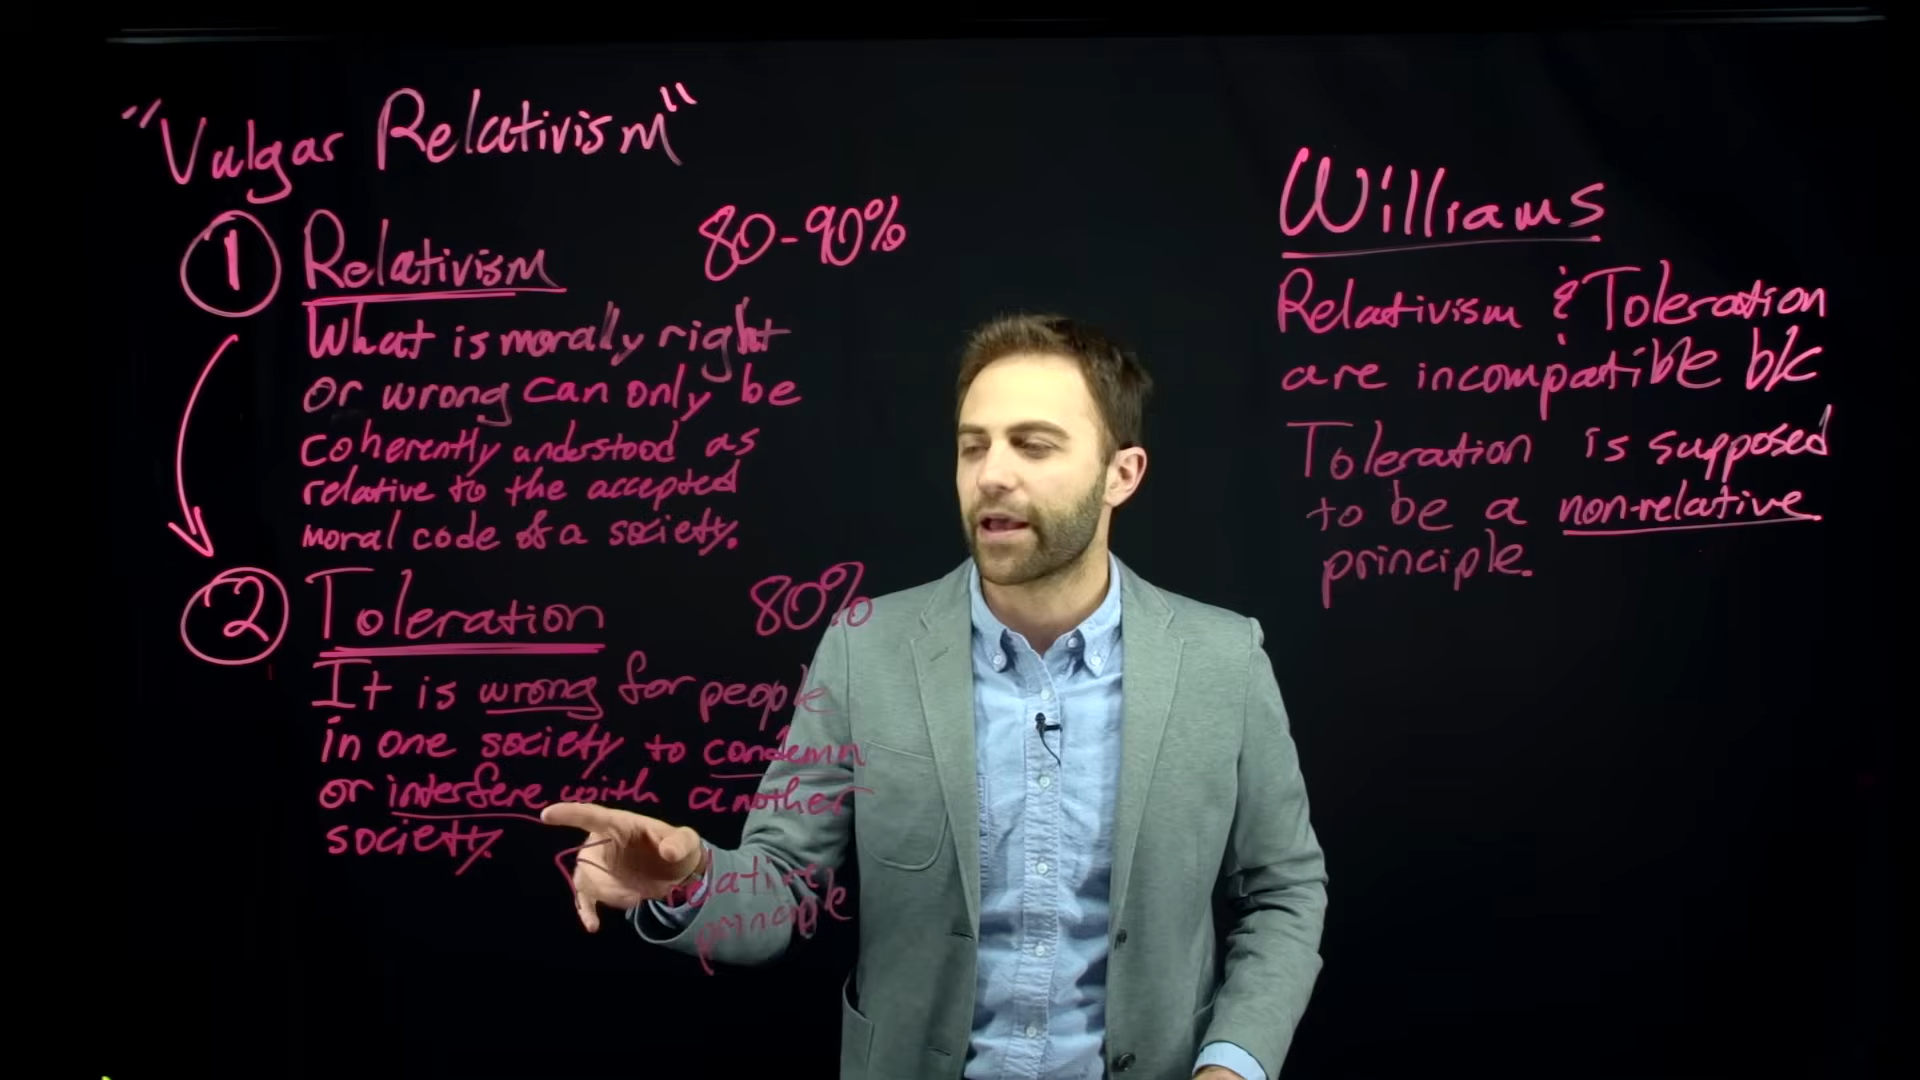 "Vulgar Relativism"
1 Relativism 80-90%
What is morally right
or wrong can only be
coherently understood as
relative to the accepted
moral code of a society.
2 Toleration 80%
It is wrong for people
in one society to condemn
or interfere with another
society.
relative
principle
Williams
Relativism & Toleration
are incompatible b/c
Toleration is supposed
to be a non-relative
principle.